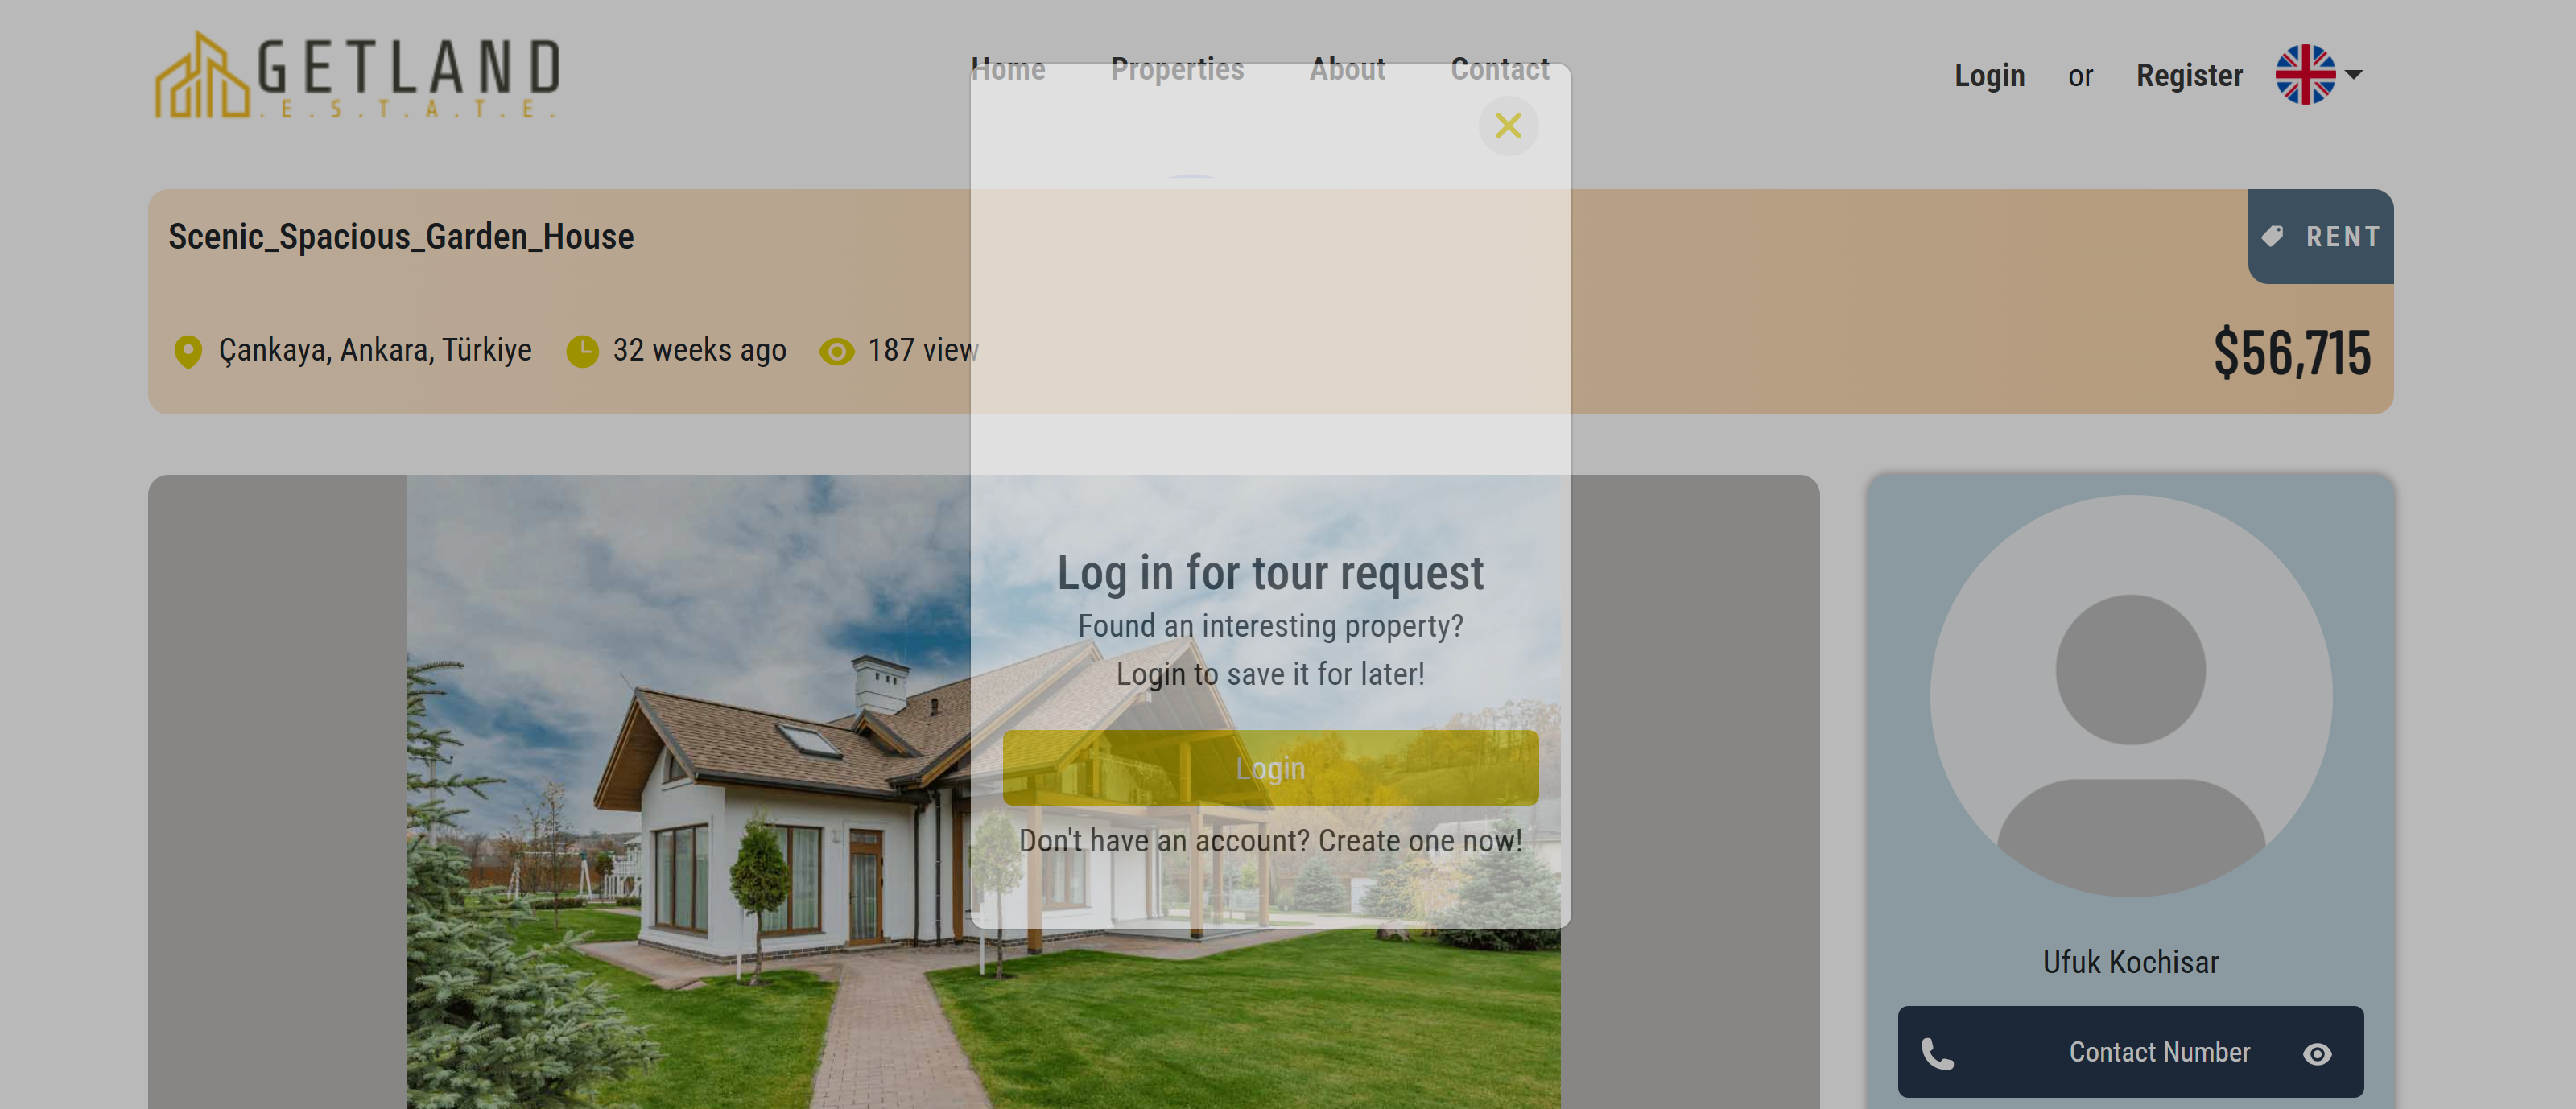 GETLAND
.E.S.T.A.T.E.
Home Properties About Contact
Login or Register
Scenic_Spacious_Garden_House
RENT
Çankaya, Ankara, Türkiye 32 weeks ago 187 view
$56,715
Log in for tour request
Found an interesting property?
Login to save it for later!
Login
Don't have an account? Create one now!
Ufuk Kochisar
Contact Number